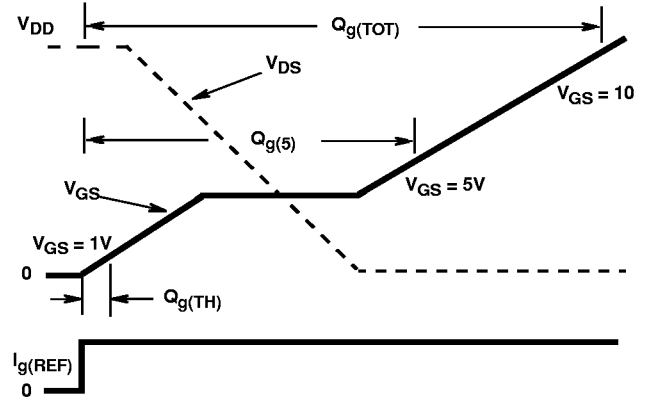 V_DD
Q_g(TOT)
V_DS
V_GS = 10
Q_g(5)
V_GS
V_GS = 5V
V_GS = 1V
0
Q_g(TH)
I_g(REF)
0